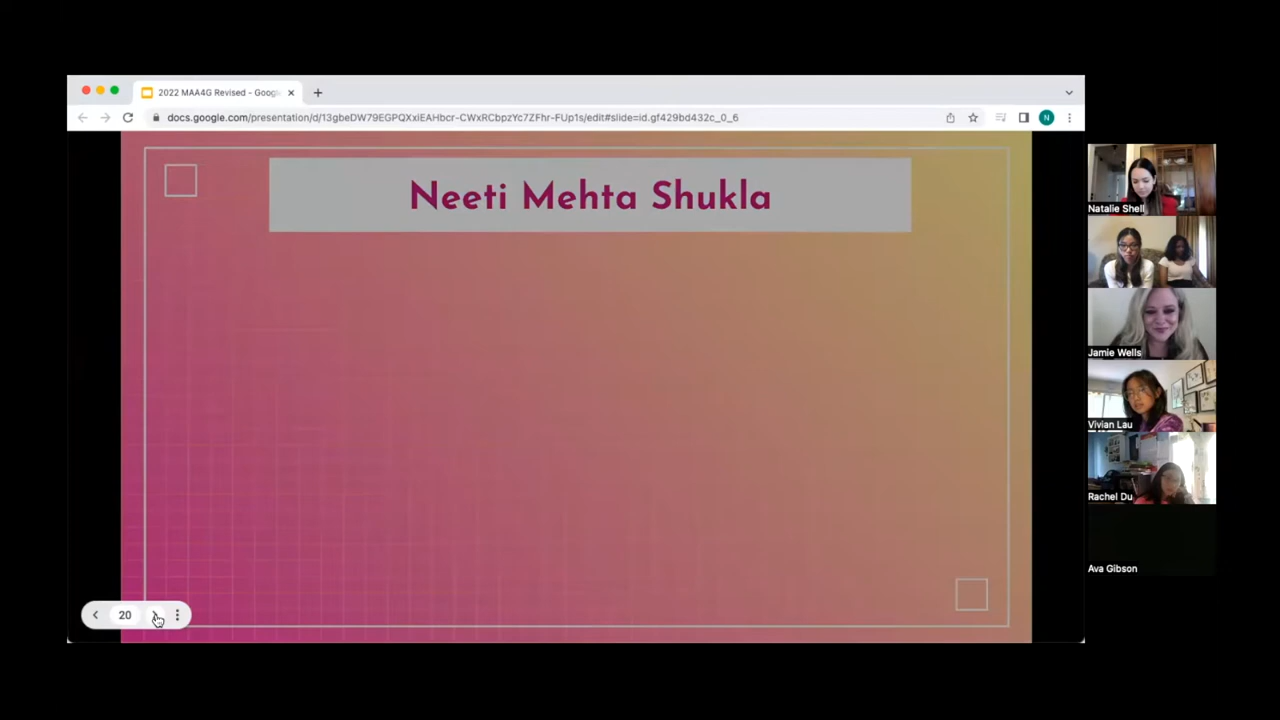 2022 MAA4G Revised - Goog
docs.google.com/presentation/d/13gbeDW79EGPQXxiEAHbcr-CWxRCbpzYc7ZFhr-FUp1s/edit#slide=id.gf429bd432c_0_6
N
Neeti Mehta Shukla
20
Natalie Shell
Jamie Wells
Vivian Lau
Rachel Du
Ava Gibson